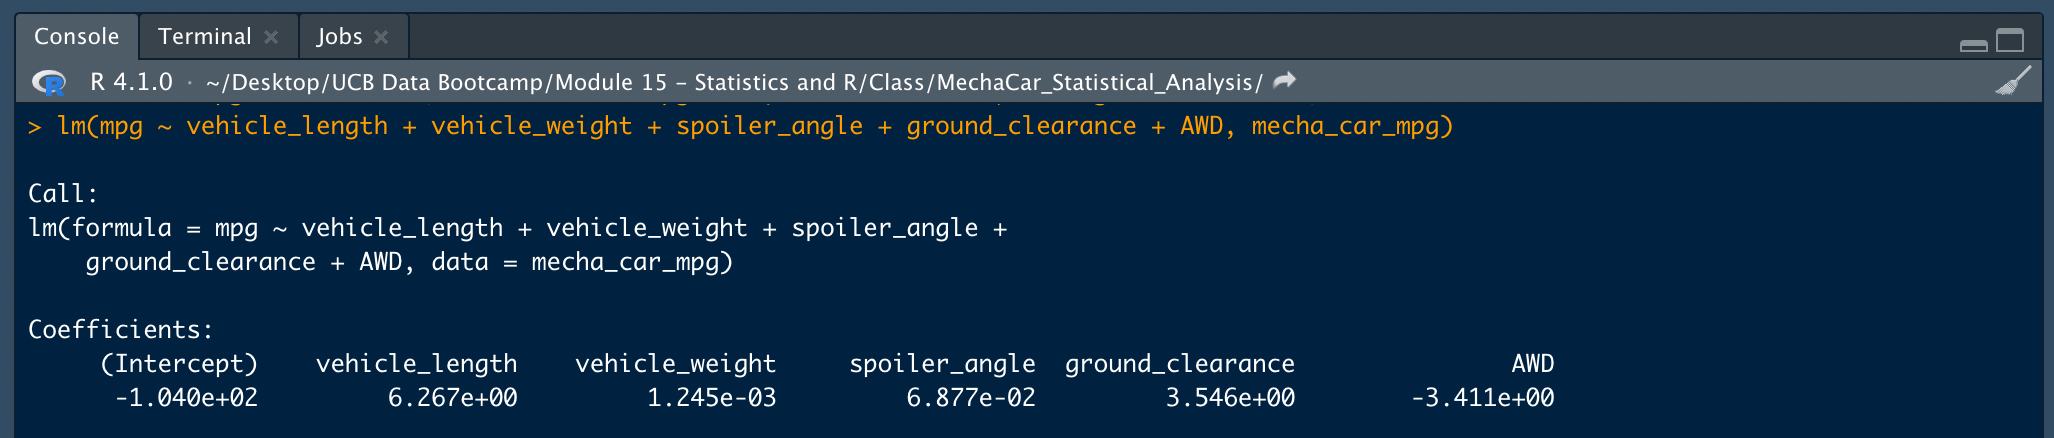 Console Terminal × Jobs ×
R R 4.1.0 · ~/Desktop/UCB Data Bootcamp/Module 15 – Statistics and R/Class/MechaCar_Statistical_Analysis/
> lm(mpg ~ vehicle_length + vehicle_weight + spoiler_angle + ground_clearance + AWD, mecha_car_mpg)
Call:
lm(formula = mpg ~ vehicle_length + vehicle_weight + spoiler_angle +
    ground_clearance + AWD, data = mecha_car_mpg)
Coefficients:
     (Intercept)    vehicle_length    vehicle_weight     spoiler_angle  ground_clearance               AWD
      -1.040e+02         6.267e+00         1.245e-03         6.877e-02         3.546e+00        -3.411e+00